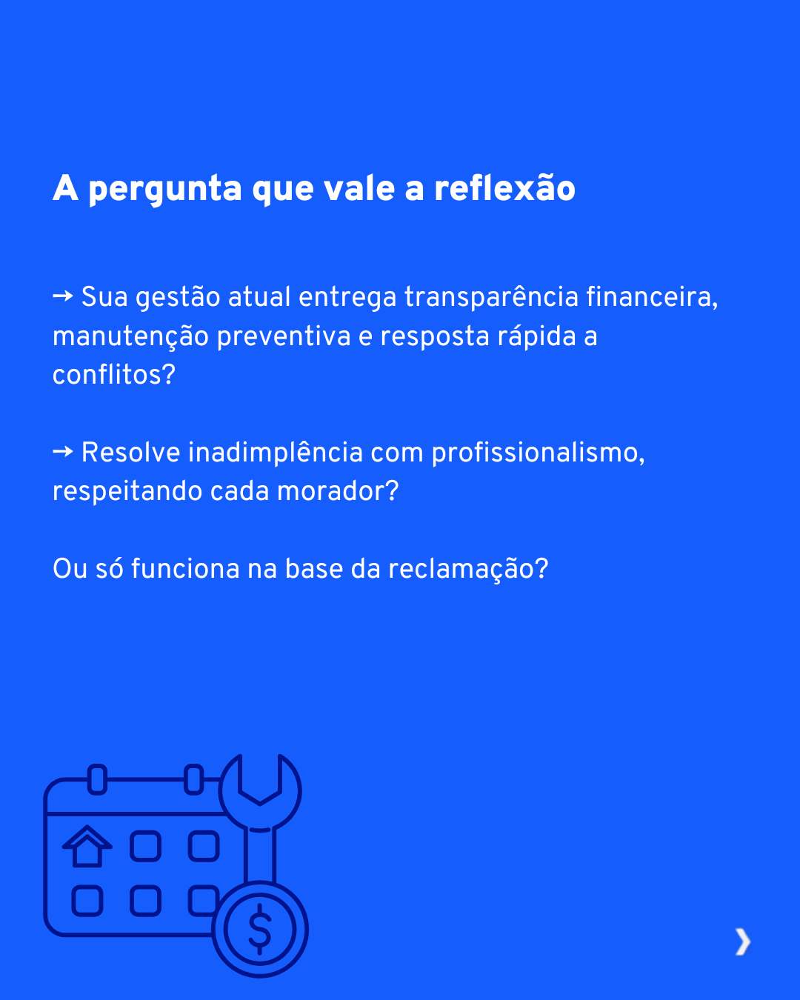 A pergunta que vale a reflexão
→ Sua gestão atual entrega transparência financeira,
manutenção preventiva e resposta rápida a
conflitos?
→ Resolve inadimplência com profissionalismo,
respeitando cada morador?
Ou só funciona na base da reclamação?
$